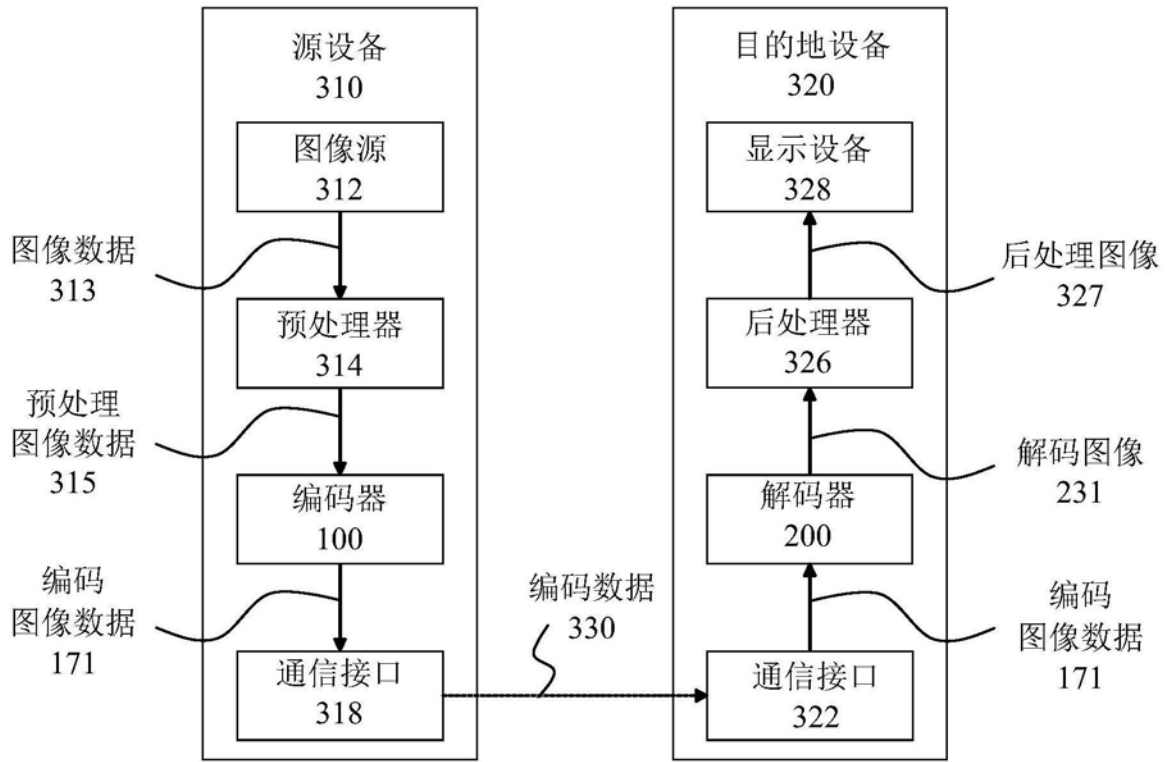 源设备
310
图像源
312
图像数据
313
预处理器
314
预处理
图像数据
315
编码器
100
编码
图像数据
171
通信接口
318
编码数据
330
目的地设备
320
显示设备
328
后处理图像
327
后处理器
326
解码图像
231
解码器
200
编码
图像数据
171
通信接口
322